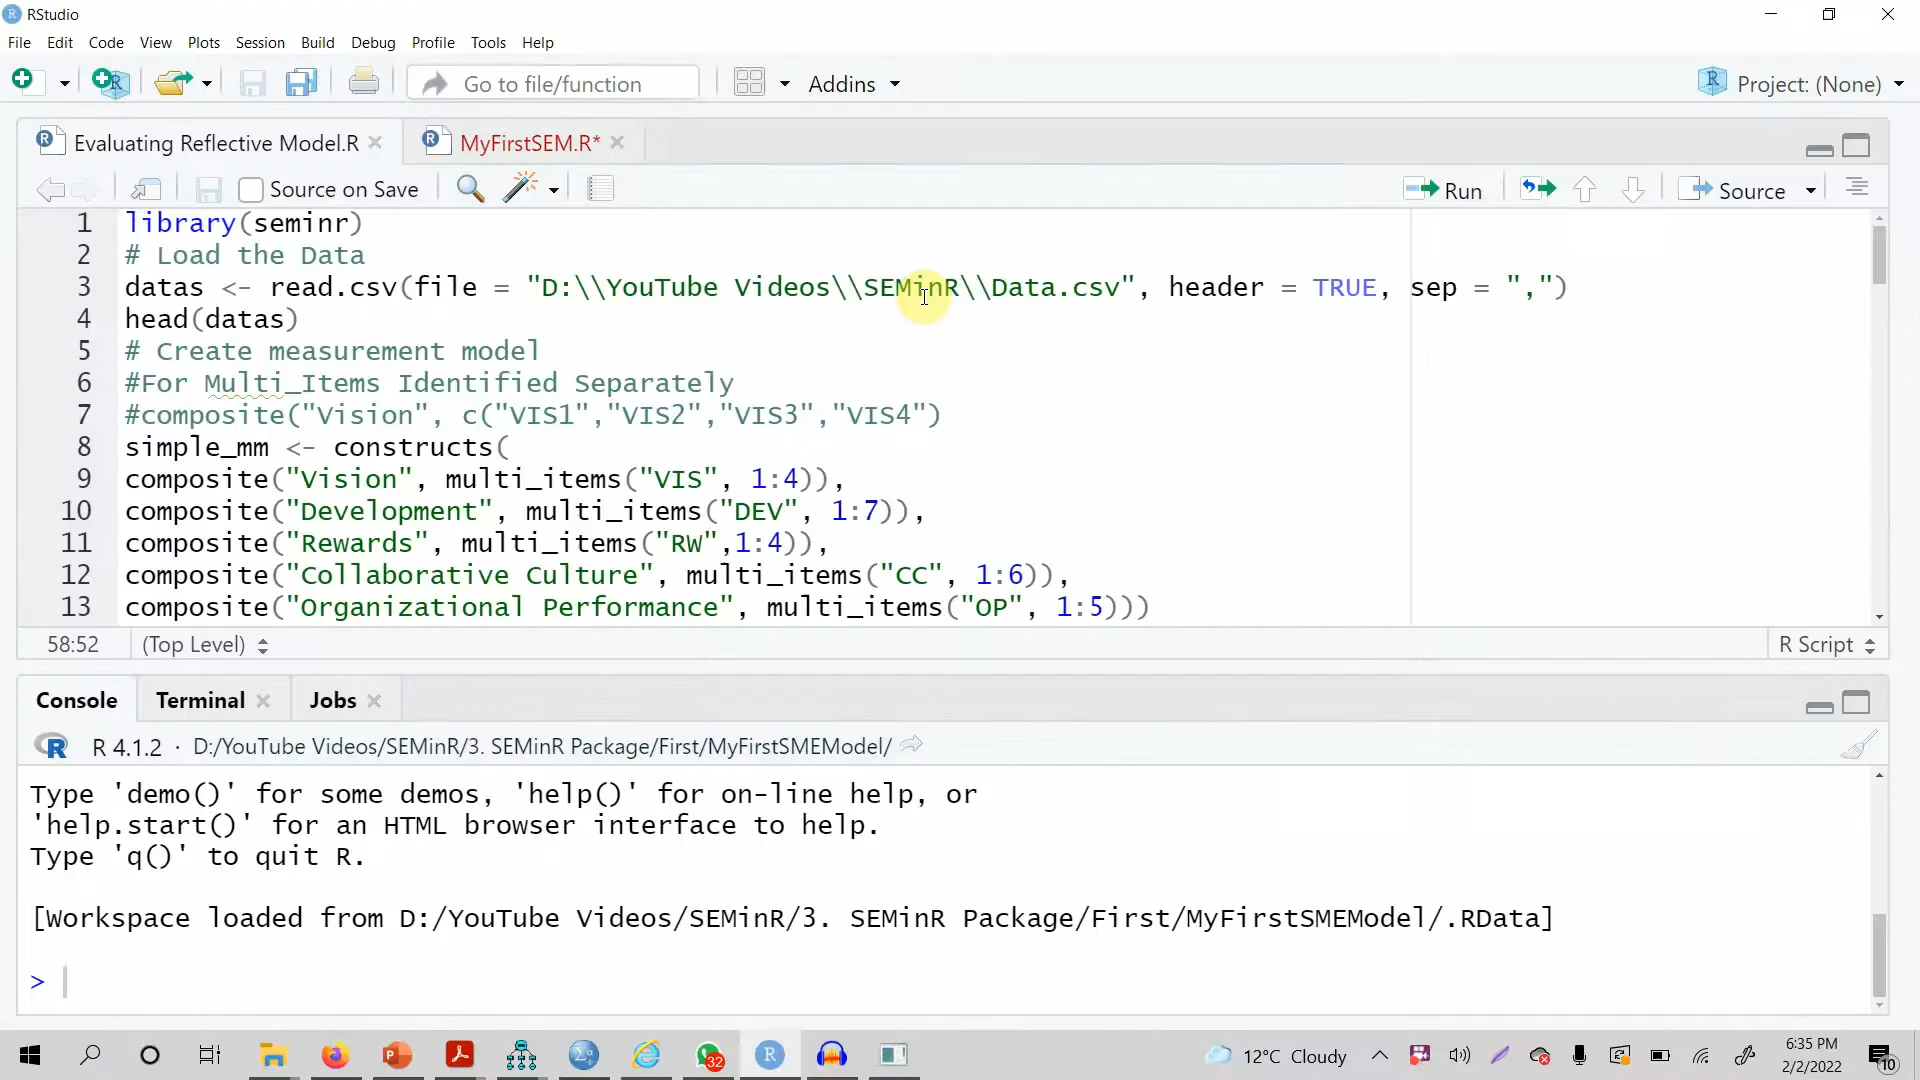 RStudio
File Edit Code View Plots Session Build Debug Profile Tools Help
Go to file/function Addins Project: (None)
Evaluating Reflective Model.R MyFirstSEM.R*
Source on Save Run Source
1 library(seminr)
2 # Load the Data
3 datas <- read.csv(file = "D:\\YouTube Videos\\SEMinR\\Data.csv", header = TRUE, sep = ",")
4 head(datas)
5 # Create measurement model
6 #For Multi_Items Identified Separately
7 #composite("Vision", c("VIS1","VIS2","VIS3","VIS4")
8 simple_mm <- constructs(
9 composite("Vision", multi_items("VIS", 1:4)),
10 composite("Development", multi_items("DEV", 1:7)),
11 composite("Rewards", multi_items("RW",1:4)),
12 composite("Collaborative Culture", multi_items("CC", 1:6)),
13 composite("Organizational Performance", multi_items("OP", 1:5)))
58:52 (Top Level) R Script
Console Terminal Jobs
R 4.1.2 · D:/YouTube Videos/SEMinR/3. SEMinR Package/First/MyFirstSMEModel/
Type 'demo()' for some demos, 'help()' for on-line help, or
'help.start()' for an HTML browser interface to help.
Type 'q()' to quit R.
[Workspace loaded from D:/YouTube Videos/SEMinR/3. SEMinR Package/First/MyFirstSMEModel/.RData]
>
32 12°C Cloudy 6:35 PM
2/2/2022 10